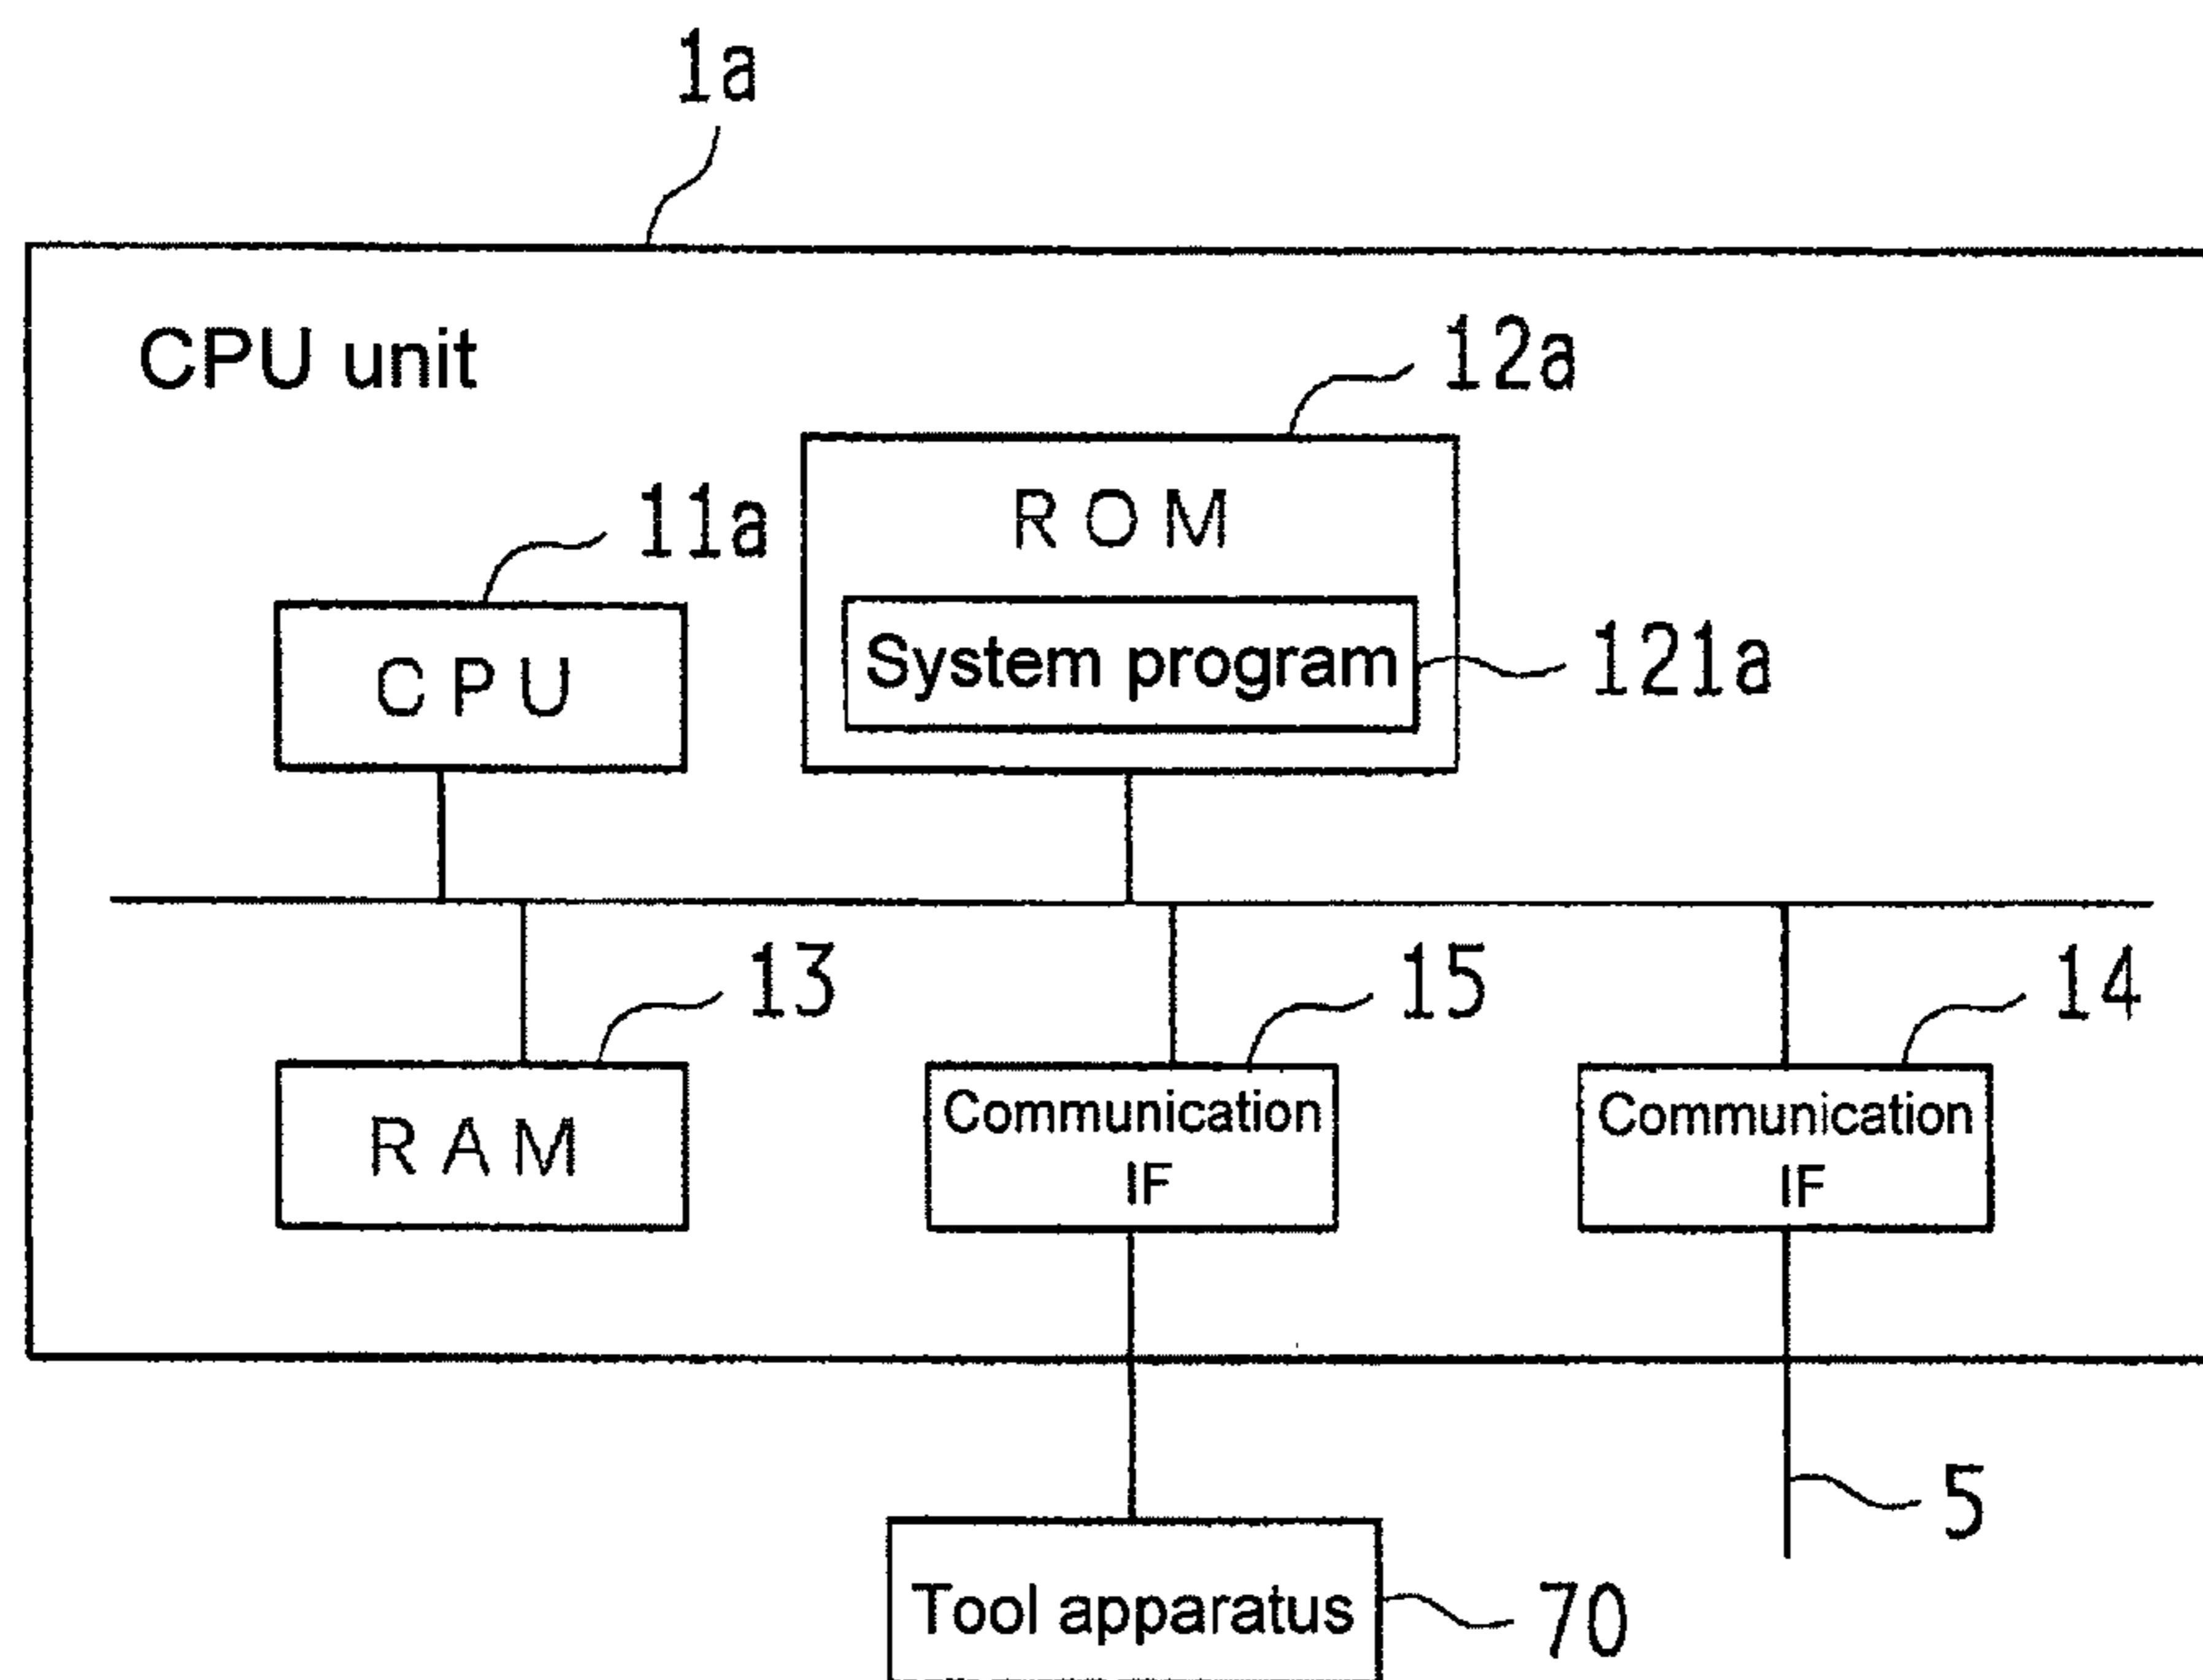 1a
CPU unit
12a
ROM
11a
System program
121a
CPU
13
15
14
RAM
Communication
IF
Communication
IF
5
Tool apparatus
70